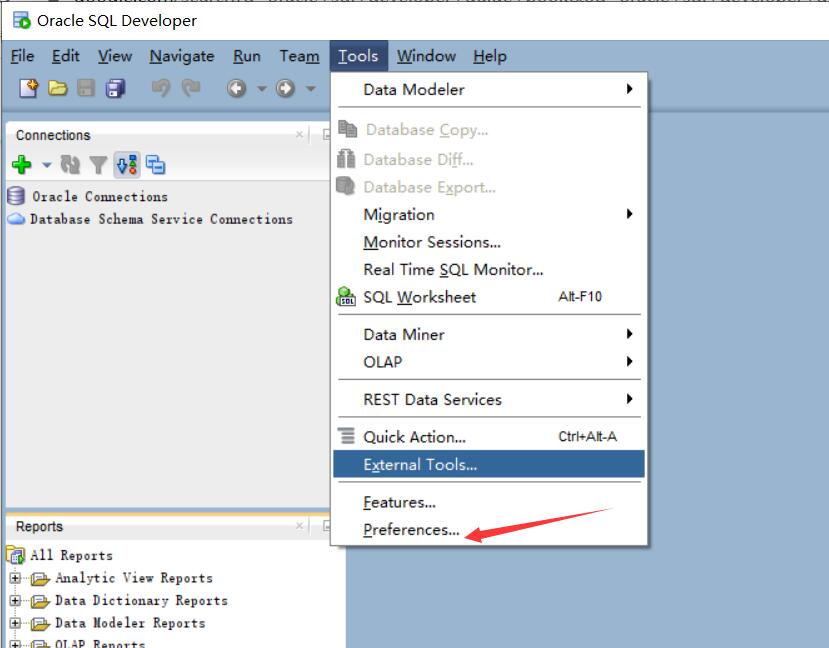 Oracle SQL Developer
File Edit View Navigate Run Team Tools Window Help
Data Modeler
Database Copy...
Database Diff...
Database Export...
Migration
Monitor Sessions...
Real Time SQL Monitor...
SQL Worksheet Alt-F10
Data Miner
OLAP
REST Data Services
Quick Action... Ctrl+Alt-A
External Tools...
Features...
Preferences...
Connections
Oracle Connections
Database Schema Service Connections
Reports
All Reports
Analytic View Reports
Data Dictionary Reports
Data Modeler Reports
OLAP Reports